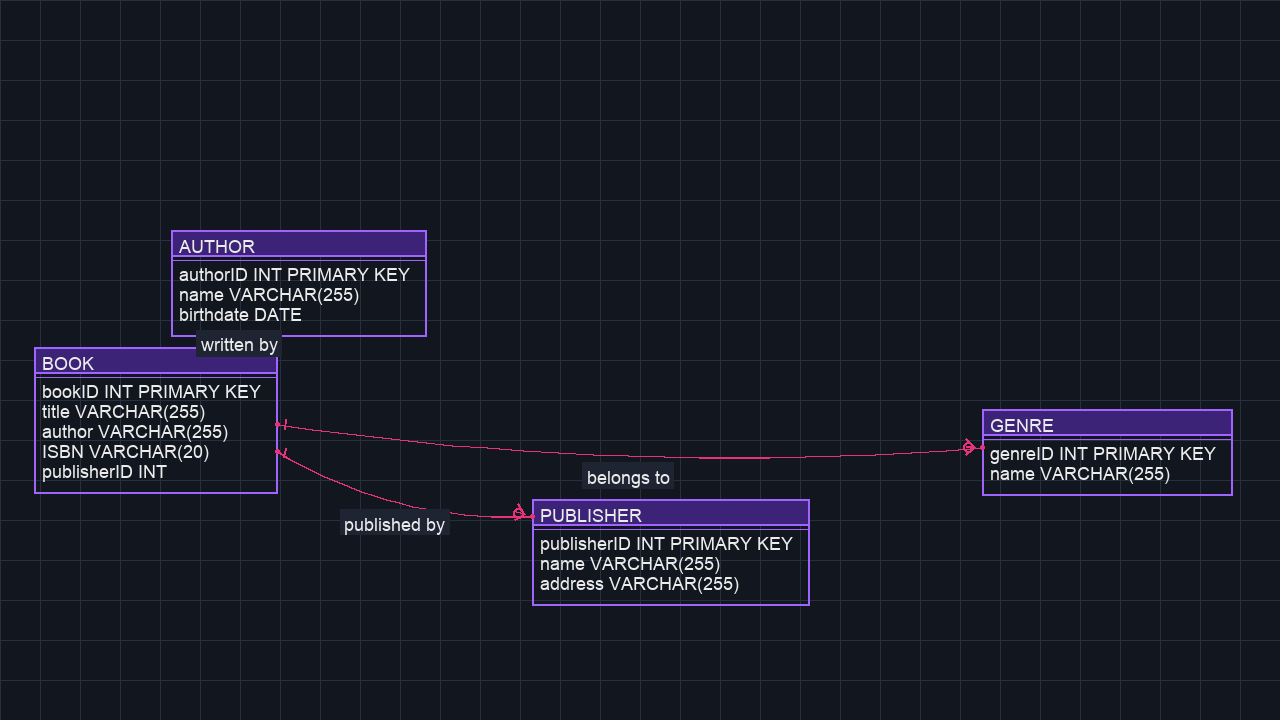 AUTHOR
authorID INT PRIMARY KEY
name VARCHAR(255)
birthdate DATE
written by
BOOK
bookID INT PRIMARY KEY
title VARCHAR(255)
author VARCHAR(255)
ISBN VARCHAR(20)
publisherID INT
GENRE
genreID INT PRIMARY KEY
name VARCHAR(255)
belongs to
published by
PUBLISHER
publisherID INT PRIMARY KEY
name VARCHAR(255)
address VARCHAR(255)